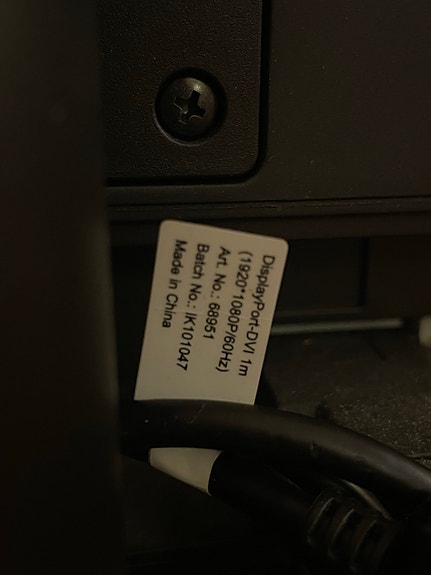 DisplayPort-DVI 1m
(1920*1080P/60Hz)
Art. No.: 68951
Batch No.: IK101047
Made in China